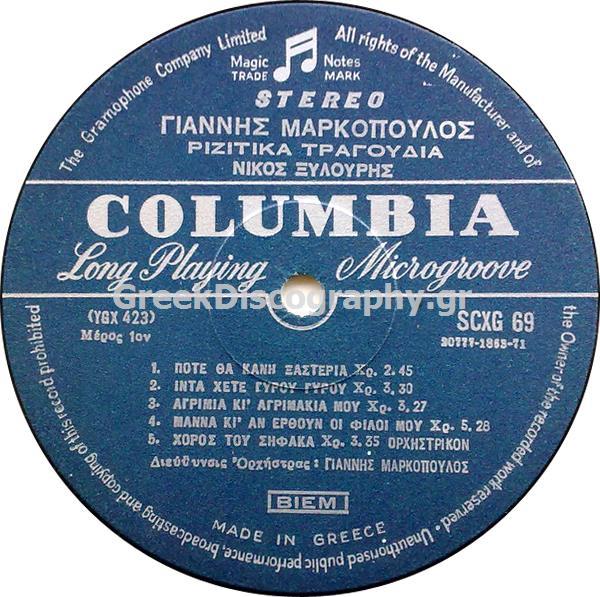 The Gramophone Company Limited
All rights of the Manufacturer and of
the Owner of the recorded work reserved • Unauthorised public performance, broadcasting and copying of this record prohibited
Magic Notes
TRADE MARK
STEREO
ΓΙΑΝΝΗΣ ΜΑΡΚΟΠΟΥΛΟΣ
ΡΙΖΙΤΙΚΑ ΤΡΑΓΟΥΔΙΑ
ΝΙΚΟΣ ΞΥΛΟΥΡΗΣ
COLUMBIA
Long Playing Microgroove
GreekDiscography.gr
(YGX 423) SCXG 69
Μέρος 1ον 20777-1863-71
1. ΠΟΤΕ ΘΑ ΚΑΝΗ ΞΑΣΤΕΡΙΑ Χρ. 2.45
2. ΙΝΤΑ ΧΕΤΕ ΓΥΡΟΥ ΓΥΡΟΥ Χρ. 3,30
3. ΑΓΡΙΜΙΑ ΚΙ' ΑΓΡΙΜΑΚΙΑ ΜΟΥ Χρ. 3,27
4. ΜΑΝΝΑ ΚΙ' ΑΝ ΕΡΘΟΥΝ ΟΙ ΦΙΛΟΙ ΜΟΥ Χρ. 5,28
5. ΧΟΡΟΣ ΤΟΥ ΣΗΦΑΚΑ Χρ. 3.35 ΟΡΧΗΣΤΡΙΚΟΝ
Διεύθυνσις Ὀρχήστρας: ΓΙΑΝΝΗΣ ΜΑΡΚΟΠΟΥΛΟΣ
BIEM
MADE IN GREECE